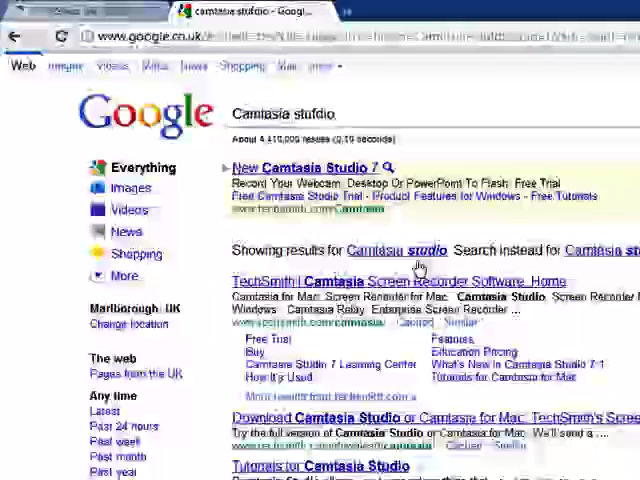 camtasia stufdio - Googl...
www.google.co.uk
Web Images Videos Maps News Shopping Mail more
Google
Camtasia stufdio
About 4,410,000 results (0.19 seconds)
Everything
Images
Videos
News
Shopping
More
Marlborough, UK
Change location
The web
Pages from the UK
Any time
Latest
Past 24 hours
Past week
Past month
Past year
New Camtasia Studio 7
Record Your Webcam, Desktop Or PowerPoint To Flash. Free Trial
Free Camtasia Studio Trial - Product Features for Windows - Free Tutorials
www.techsmith.com/Camtasia
Showing results for Camtasia studio Search instead for Camtasia
TechSmith | Camtasia Screen Recorder Software, Home
Camtasia for Mac. Screen Recorder for Mac. Camtasia Studio. Screen Recorder
Windows Camtasia Relay. Enterprise Screen Recorder ...
www.techsmith.com/camtasia Cached Similar
Free Trial Features
Buy Education Pricing
Camtasia Studio 7 Learning Center What's New in Camtasia Studio 7.1
How It's Used Tutorials for Camtasia for Mac
More results from techsmith.com »
Download Camtasia Studio or Camtasia for Mac, TechSmith's Scree
Try the full version of Camtasia Studio or Camtasia for Mac. We'll send a ...
Cached Similar
Tutorials for Camtasia Studio